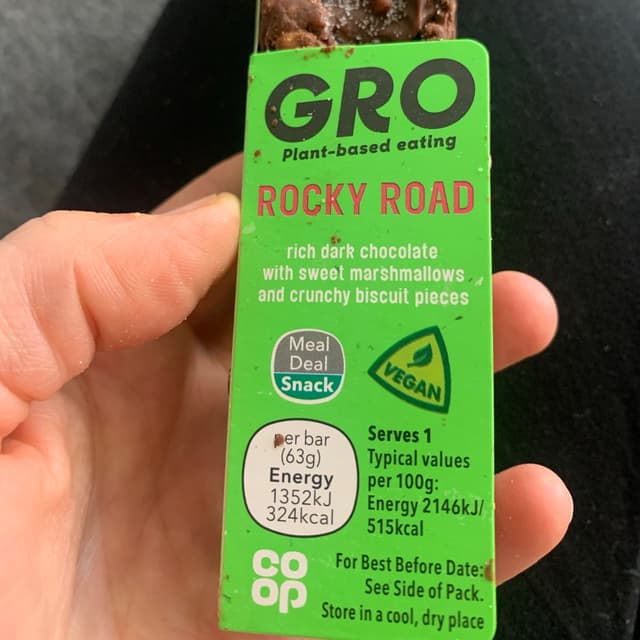 GRO
Plant-based eating
ROCKY ROAD
rich dark chocolate
with sweet marshmallows
and crunchy biscuit pieces
Meal
Deal
Snack
VEGAN
per bar
(63g)
Energy
1352kJ
324kcal
Serves 1
Typical values
per 100g:
Energy 2146kJ/
515kcal
CO
OP
For Best Before Date:
See Side of Pack.
Store in a cool, dry place